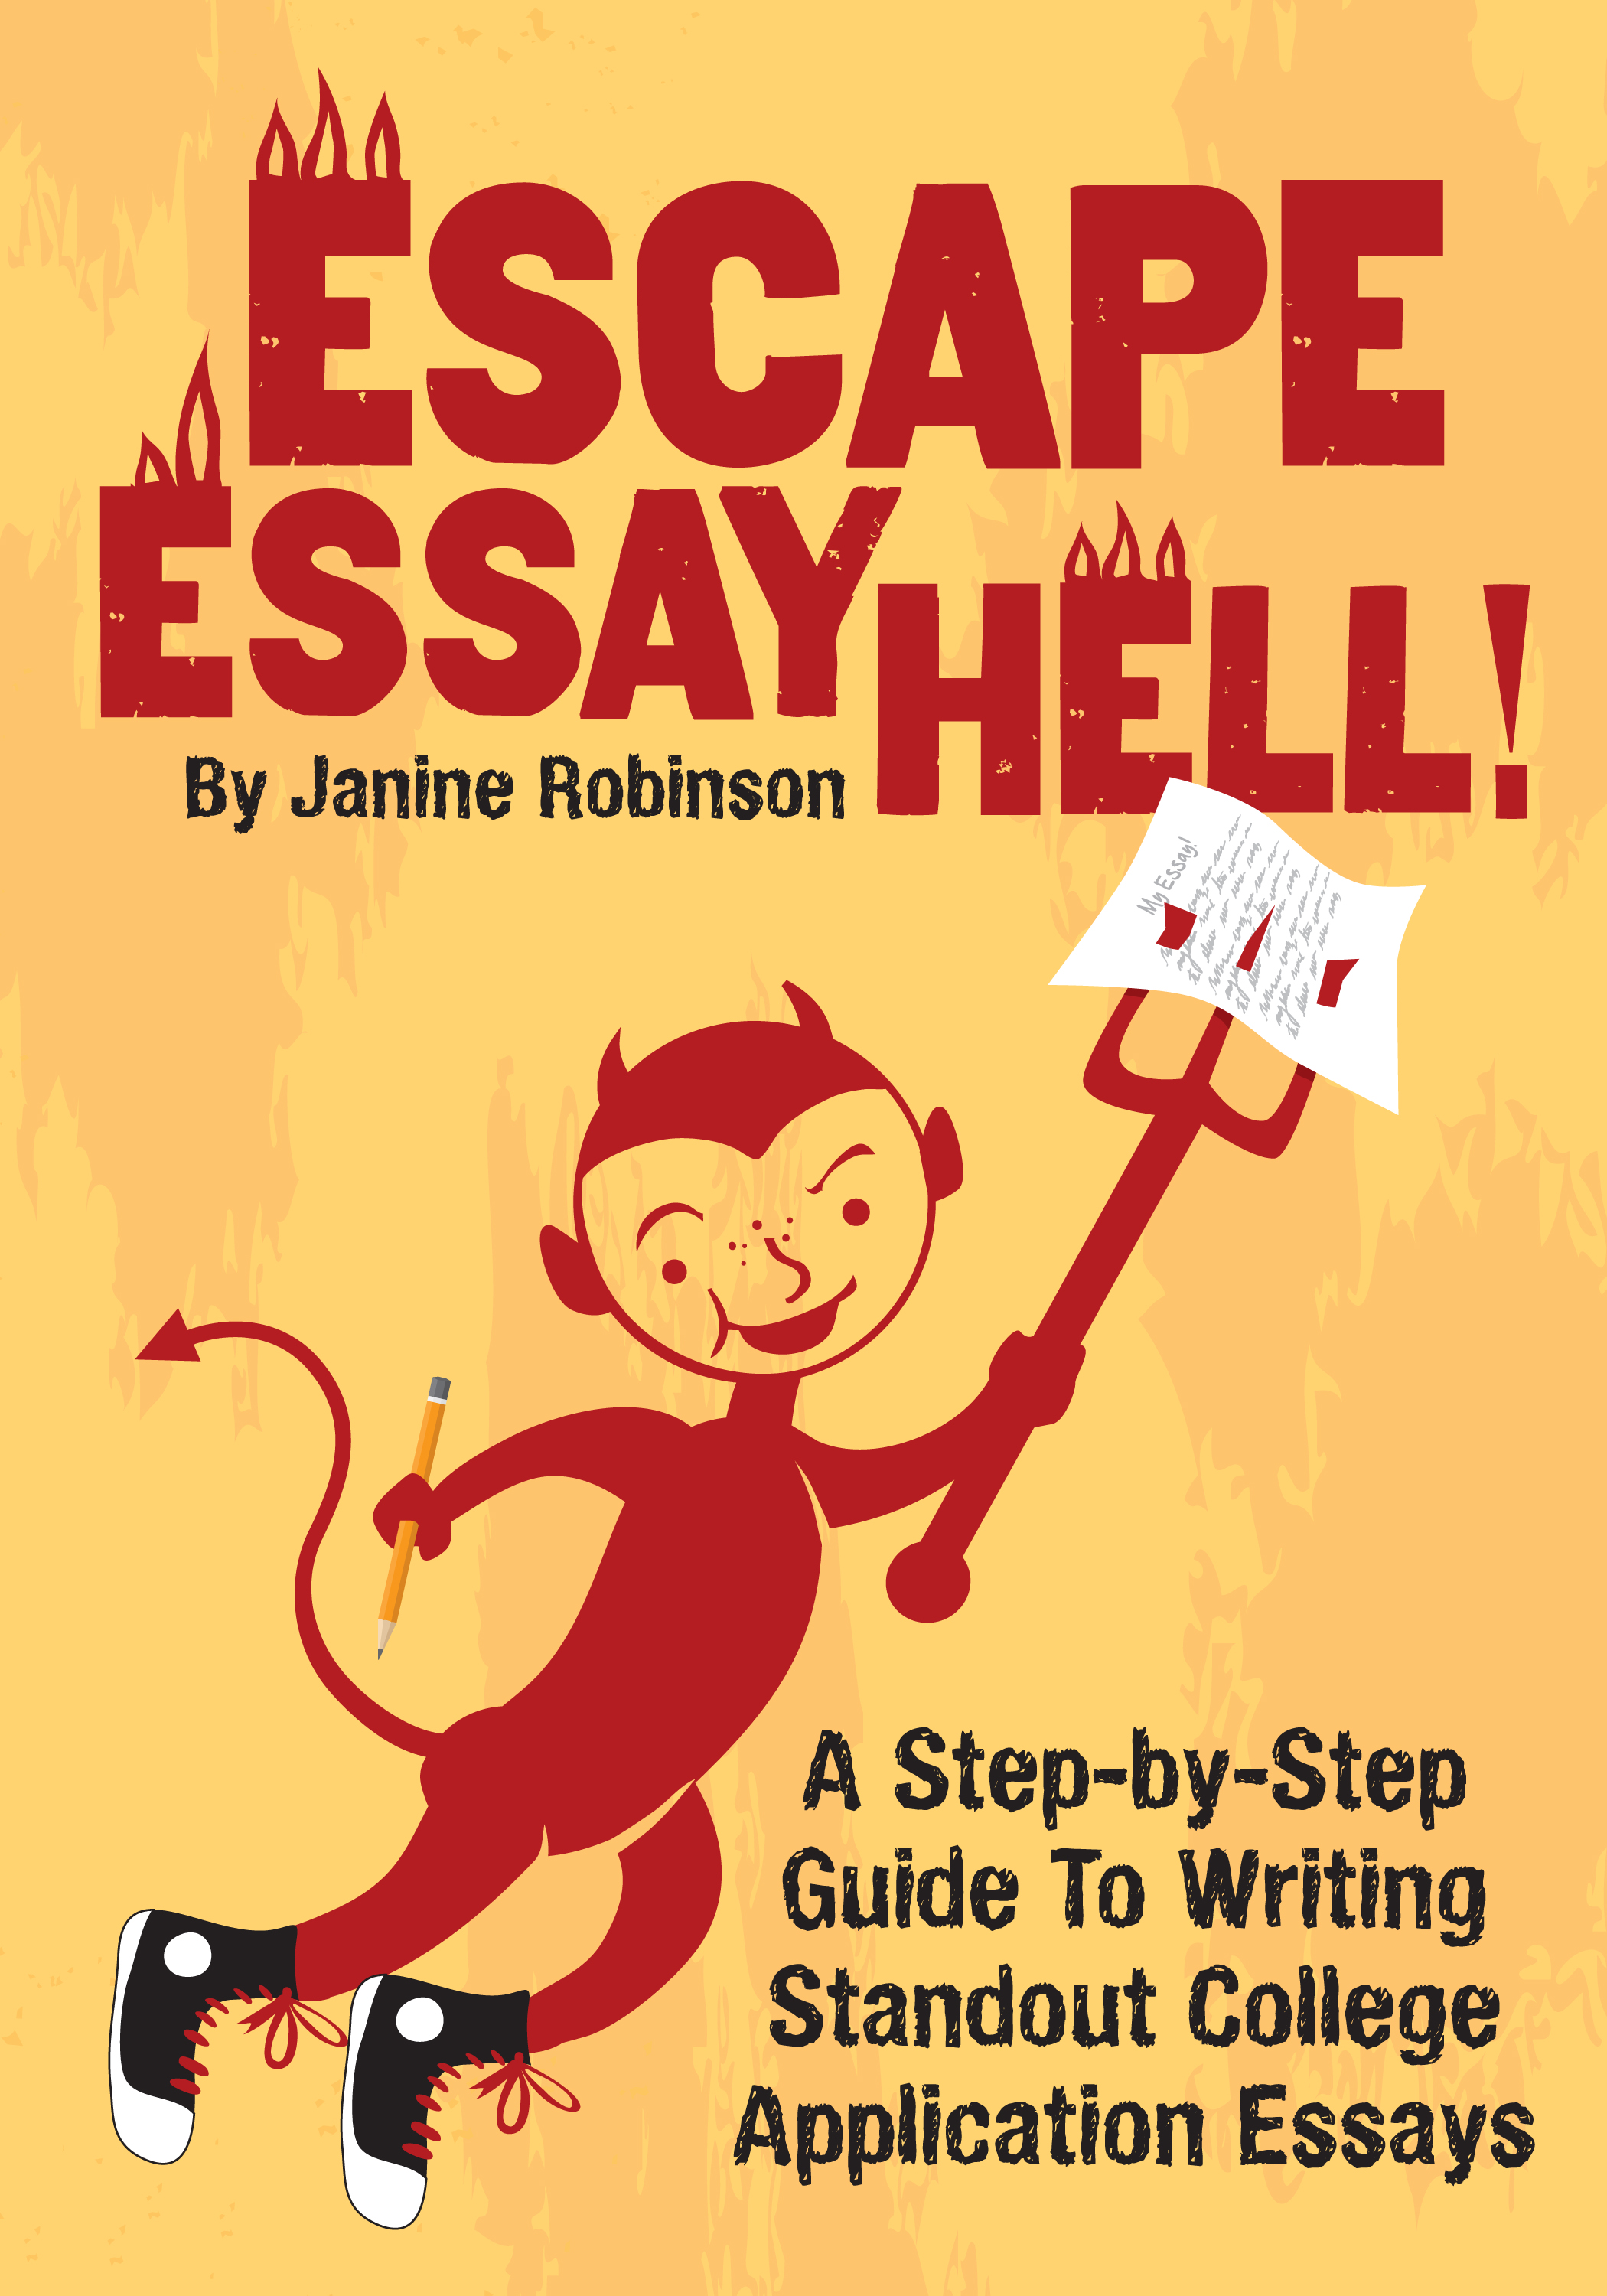 ESCAPE
ESSAY HELL!
By Janine Robinson
My Essay!
A Step-by-Step
Guide To Writing
Standout College
Application Essays